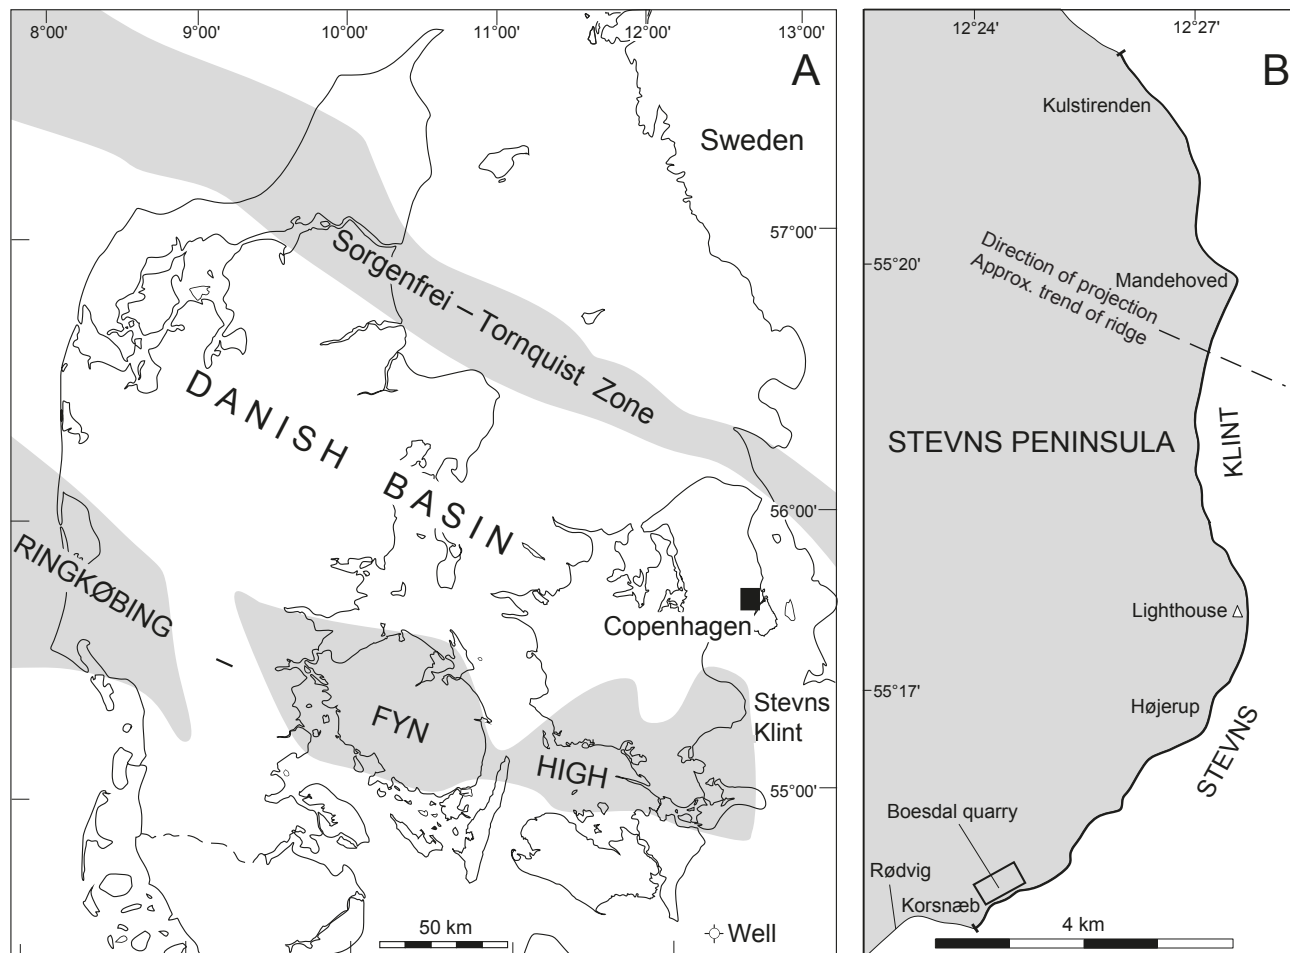 8°00'
9°00'
10°00'
11°00'
12°00'
13°00'
A
Sweden
57°00'
Sorgenfrei – Tornquist Zone
DANISH BASIN
56°00'
RINGKØBING
Copenhagen
FYN
Stevns
Klint
HIGH
55°00'
50 km
Well
12°24'
12°27'
B
Kulstirenden
55°20'
Direction of projection
Approx. trend of ridge
Mandehoved
STEVNS PENINSULA
KLINT
Lighthouse
55°17'
Højerup
STEVNS
Boesdal quarry
Rødvig
Korsnæb
4 km